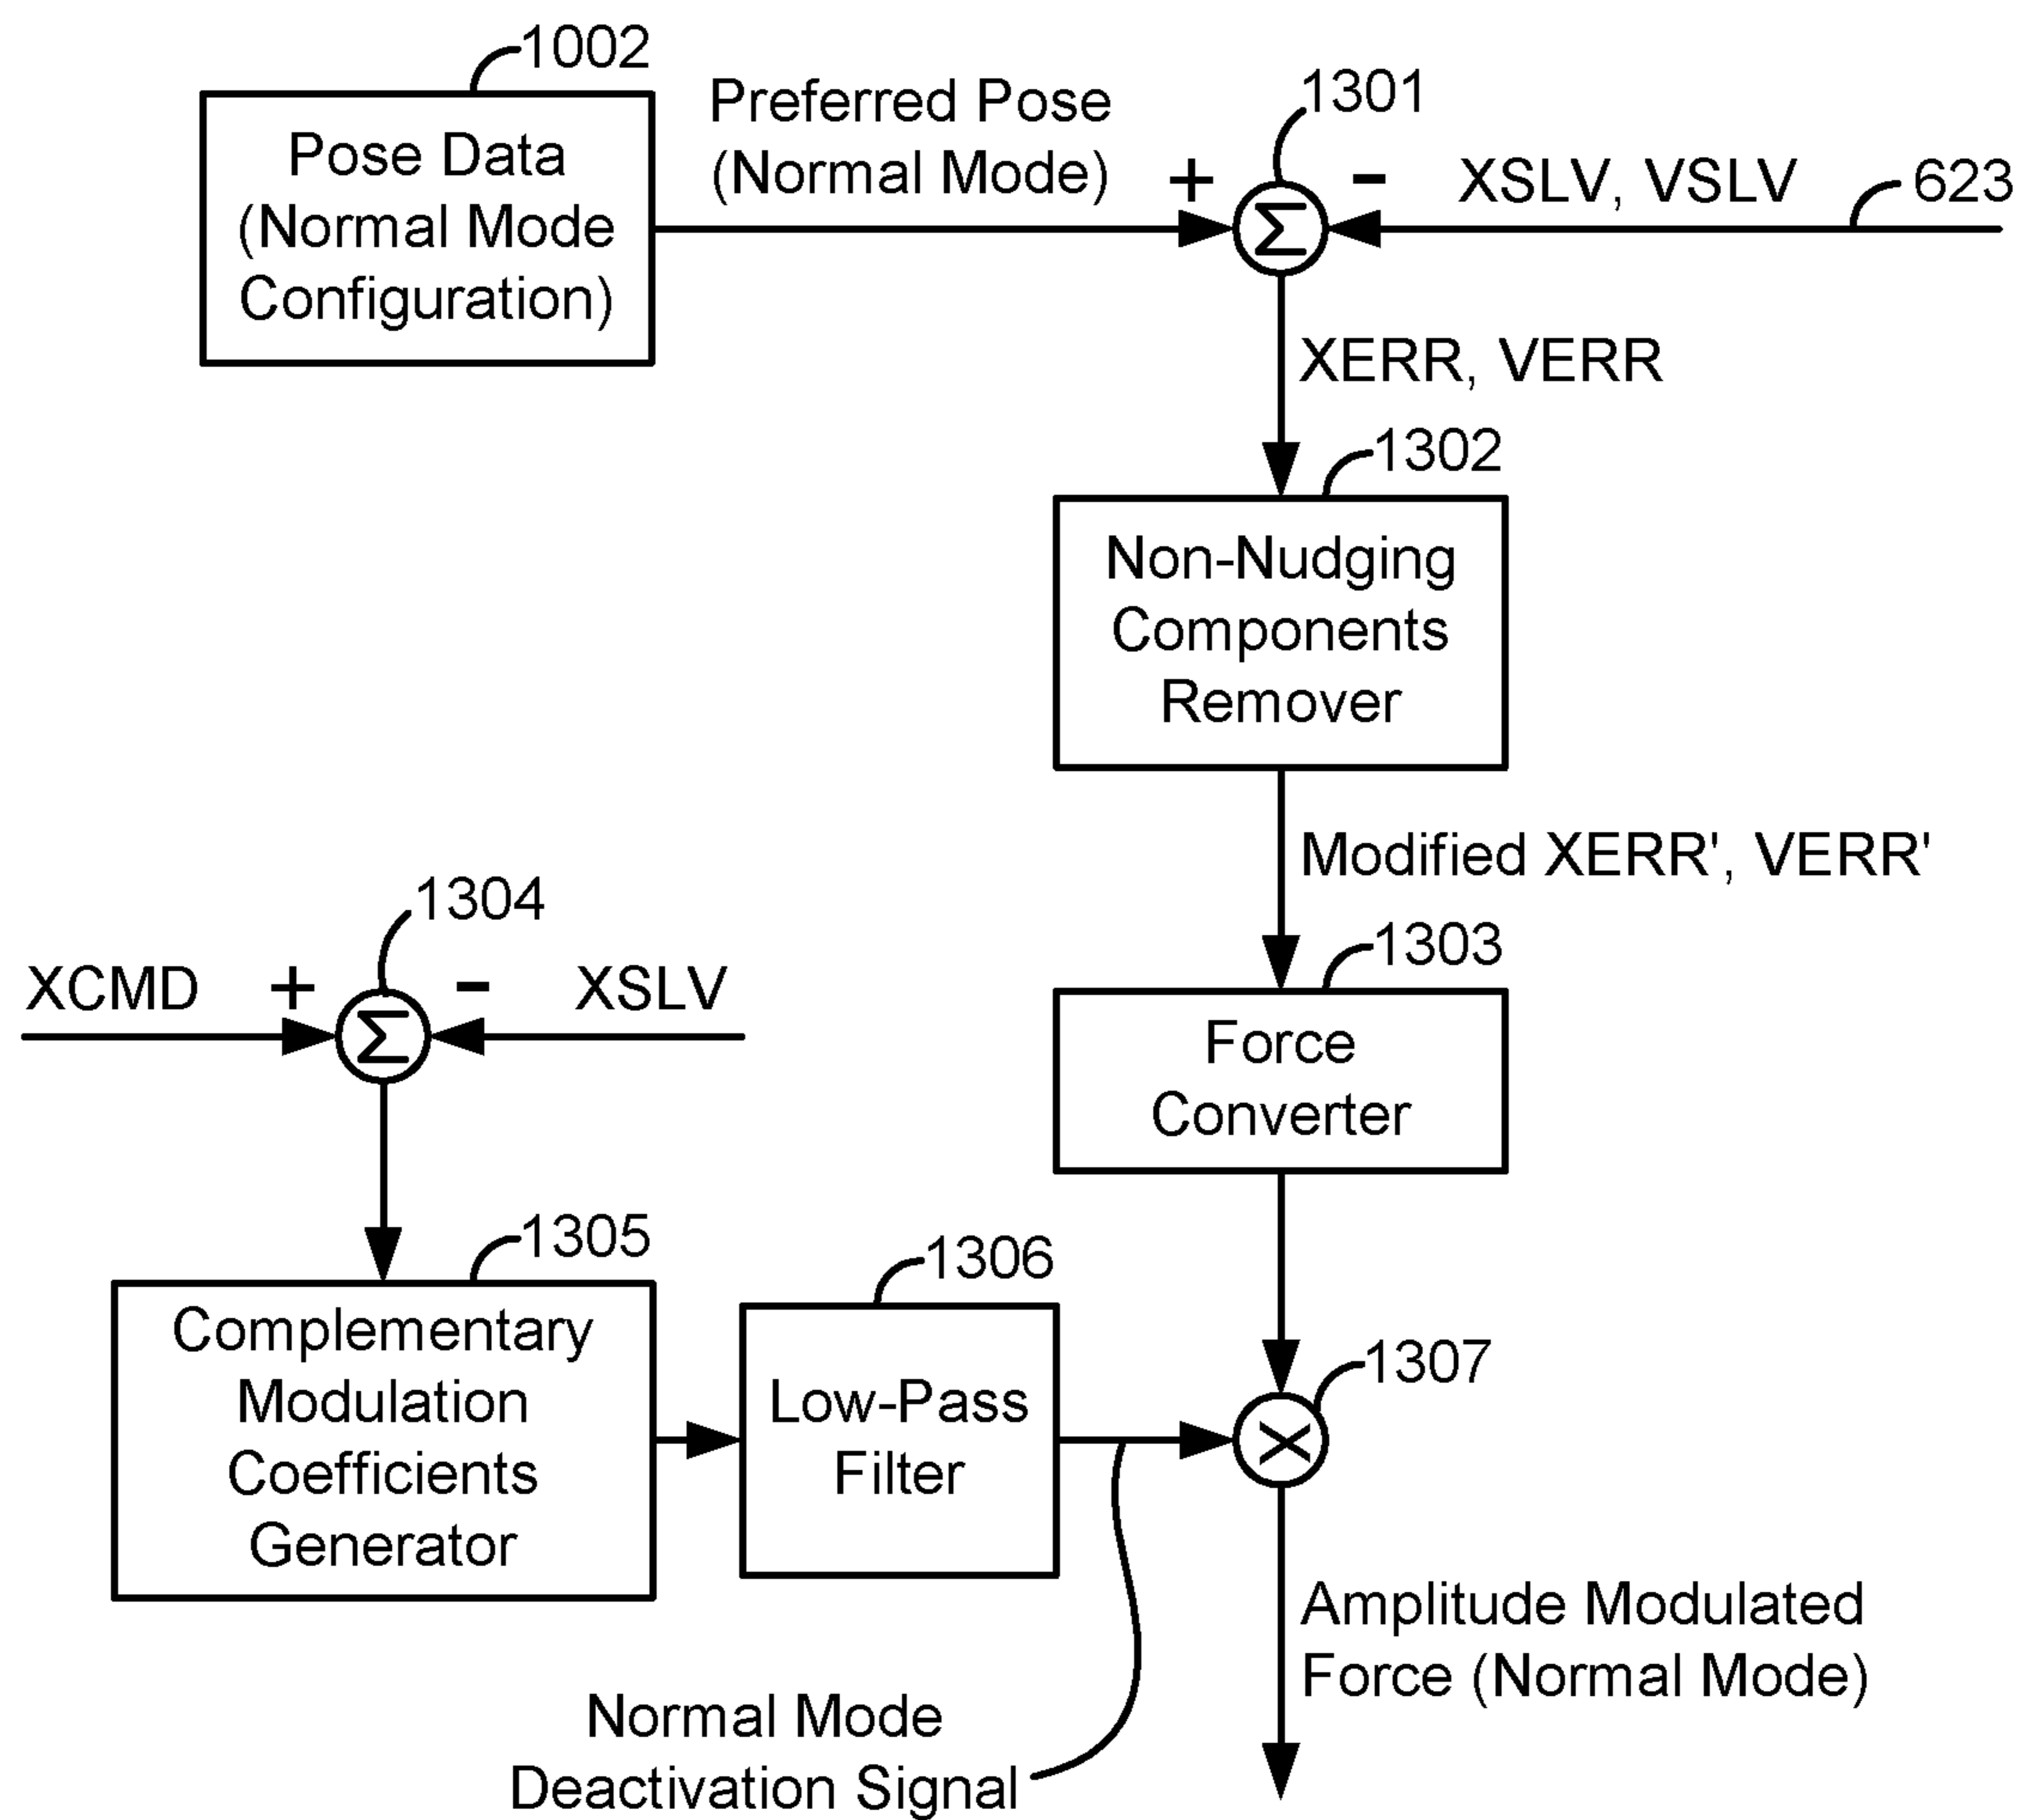 1002
Pose Data
(Normal Mode
Configuration)
Preferred Pose
(Normal Mode)
1301
+
-
Σ
XSLV, VSLV
623
XERR, VERR
1302
Non-Nudging
Components
Remover
Modified XERR', VERR'
1303
Force
Converter
1304
XCMD
+
-
XSLV
Σ
1305
Complementary
Modulation
Coefficients
Generator
1306
Low-Pass
Filter
1307
X
Normal Mode
Deactivation Signal
Amplitude Modulated
Force (Normal Mode)